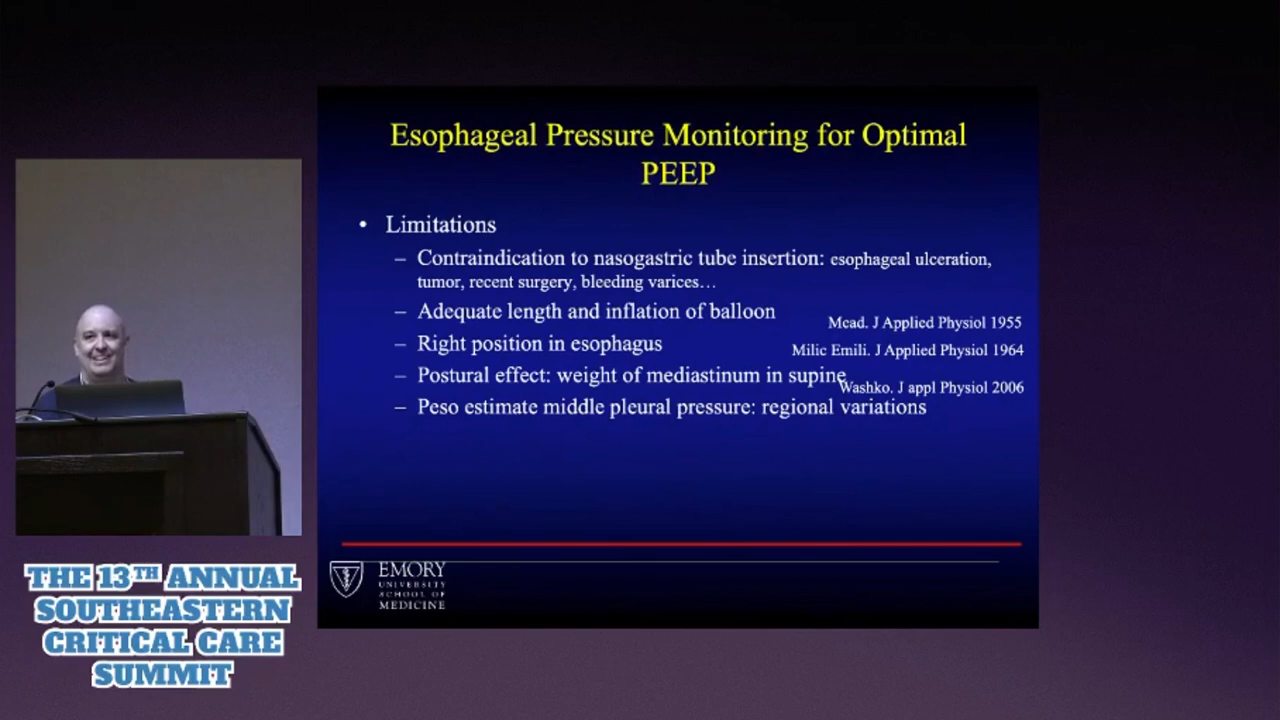 Esophageal Pressure Monitoring for Optimal
PEEP
• Limitations
– Contraindication to nasogastric tube insertion: esophageal ulceration,
tumor, recent surgery, bleeding varices…
– Adequate length and inflation of balloon
Mead. J Applied Physiol 1955
– Right position in esophagus
Milic Emili. J Applied Physiol 1964
– Postural effect: weight of mediastinum in supine
Washko. J appl Physiol 2006
– Peso estimate middle pleural pressure: regional variations
EMORY
UNIVERSITY
SCHOOL OF
MEDICINE
THE 13TH ANNUAL
SOUTHEASTERN
CRITICAL CARE
SUMMIT